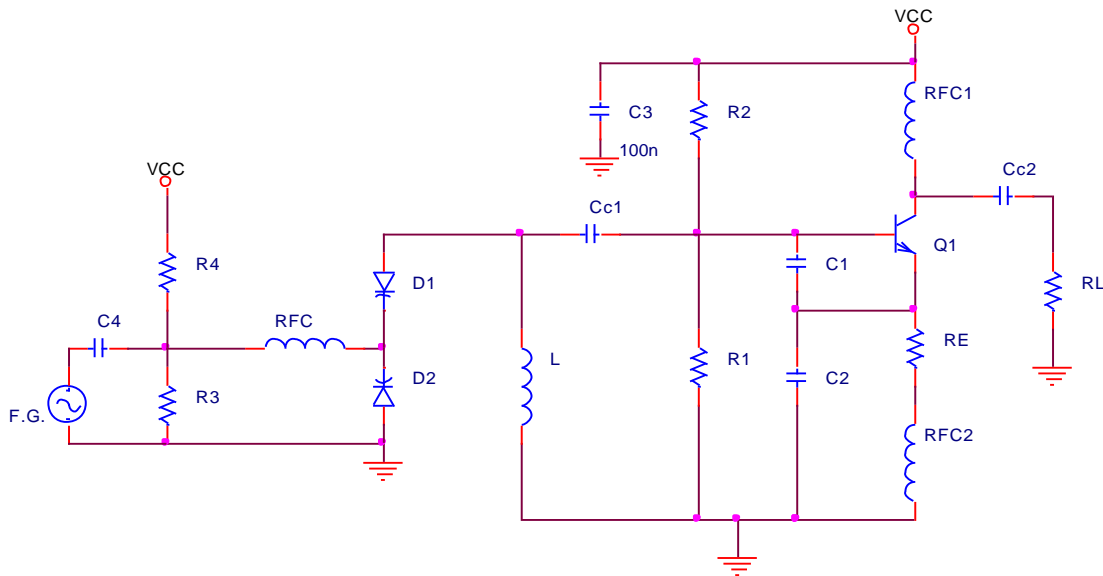 VCC
RFC1
C3
R2
100n
VCC
Cc2
Cc1
Q1
R4
D1
C1
RL
C4
RFC
RE
L
R1
C2
R3
D2
F.G.
RFC2